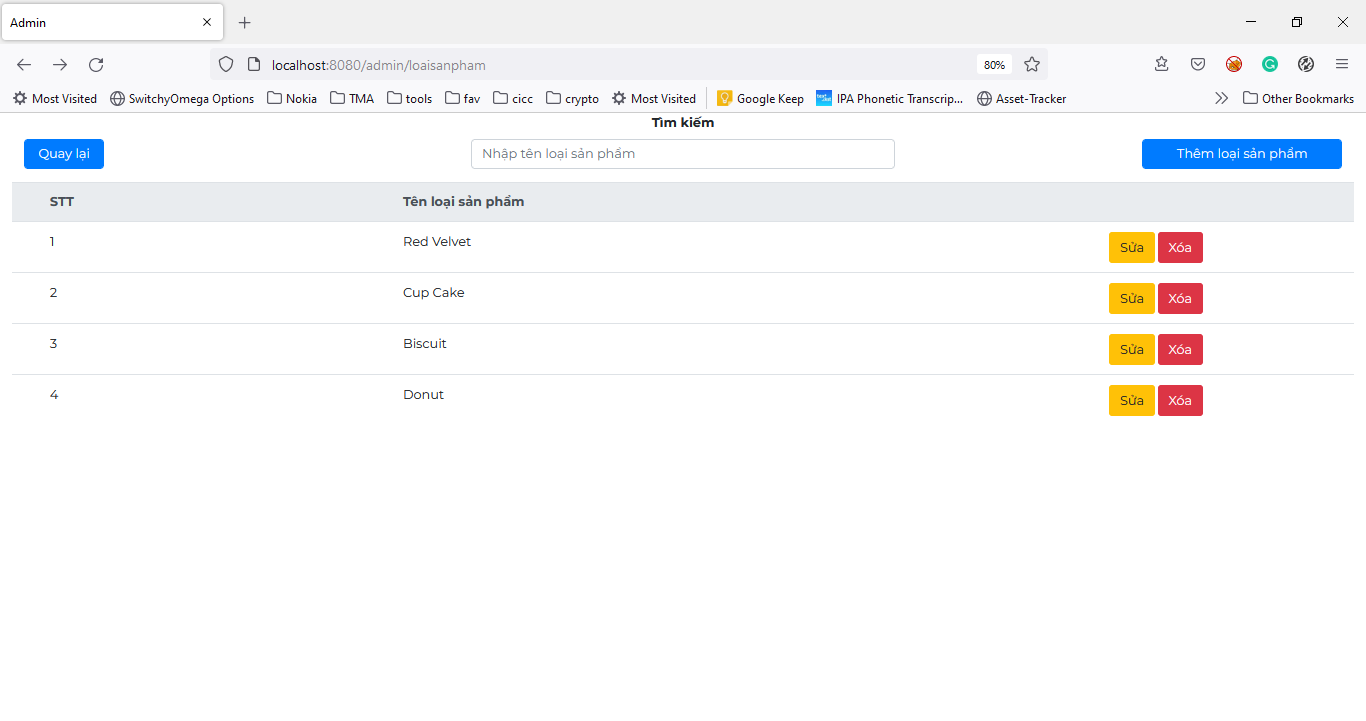 Admin
localhost:8080/admin/loaisanpham
80%
Most Visited SwitchyOmega Options Nokia TMA tools fav cicc crypto Most Visited Google Keep IPA Phonetic Transcrip... Asset-Tracker Other Bookmarks
Tìm kiếm
Quay lại Nhập tên loại sản phẩm Thêm loại sản phẩm
STT Tên loại sản phẩm
1 Red Velvet Sửa Xóa
2 Cup Cake Sửa Xóa
3 Biscuit Sửa Xóa
4 Donut Sửa Xóa